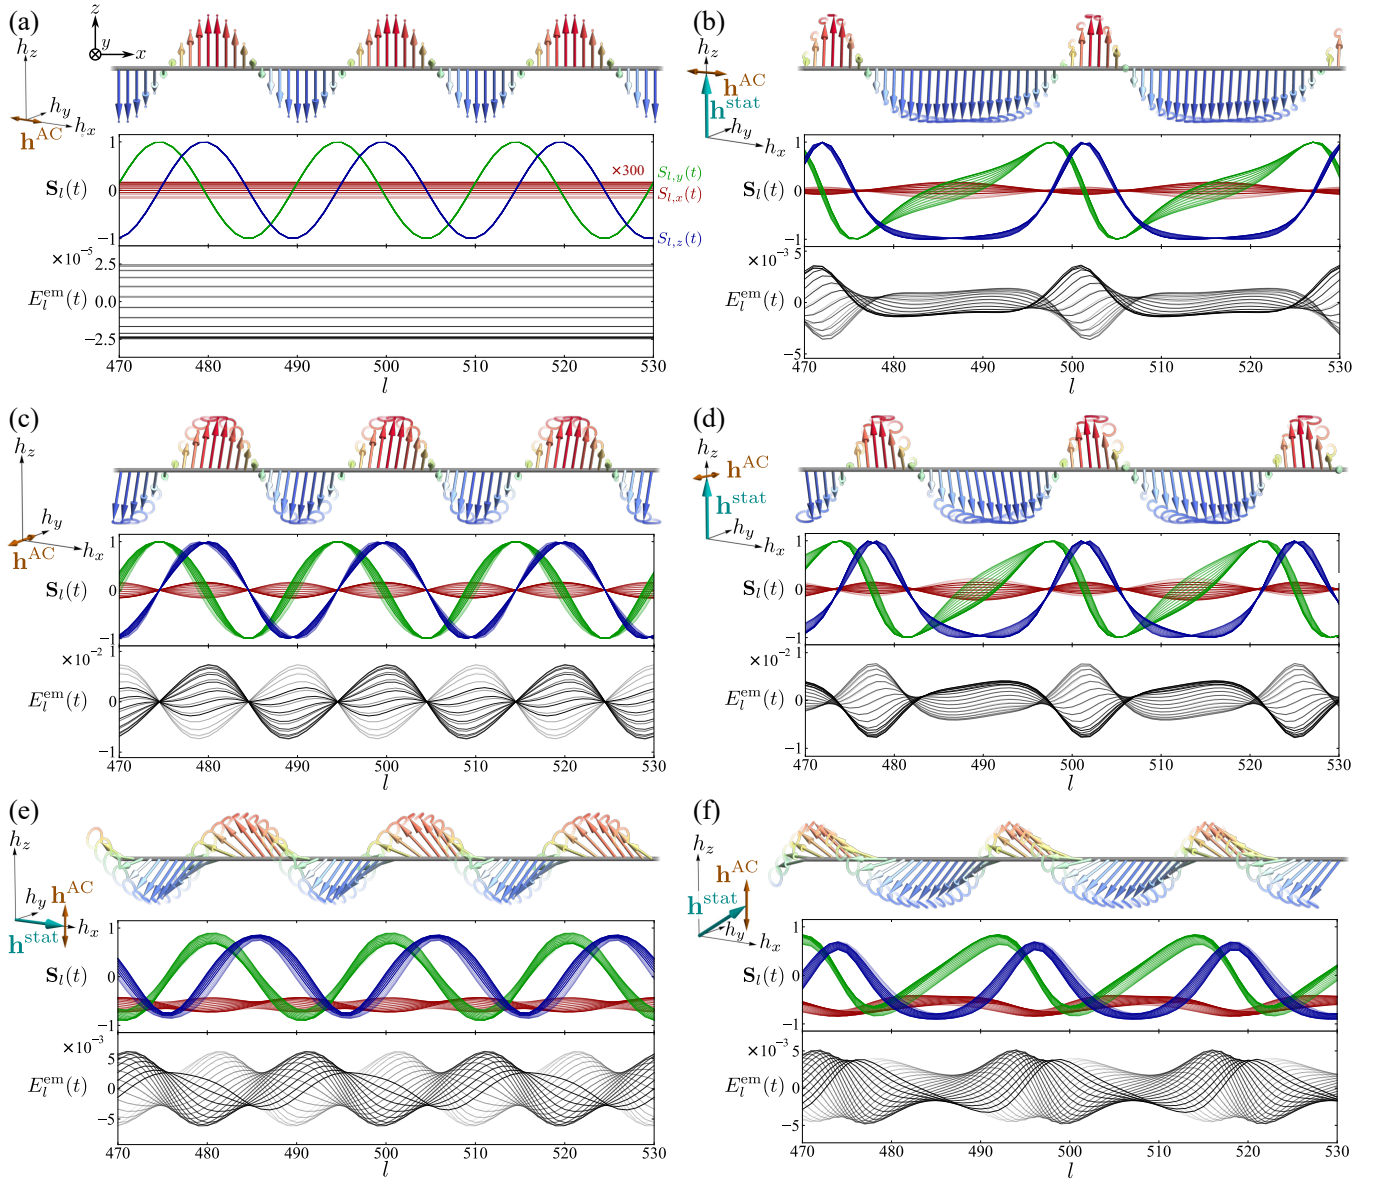 (a)
z
y
x
h_z
h_y
h_x
h^AC
S_l(t)
1
0
−1
×300
S_{l,y}(t)
S_{l,x}(t)
S_{l,z}(t)
×10^−5
E_l^em(t)
2.5
0.0
−2.5
470 480 490 500 510 520 530
l
(b)
h^AC
h^stat
h_y
h_x
1
0
−1
×10^−3
5
0
−5
470 480 490 500 510 520 530
l
(c)
h_z
h_y
h_x
h^AC
S_l(t)
1
0
−1
×10^−2
E_l^em(t)
1
0
−1
470 480 490 500 510 520 530
l
(d)
h_z
h^AC
h^stat
h_y
h_x
S_l(t)
1
0
−1
×10^−2
E_l^em(t)
1
0
−1
470 480 490 500 510 520 530
l
(e)
h_z
h_y
h^AC
h_x
h^stat
S_l(t)
1
0
−1
×10^−3
E_l^em(t)
5
0
−5
470 480 490 500 510 520 530
l
(f)
h_z
h^AC
h^stat
h_y
h_x
S_l(t)
1
0
−1
×10^−3
E_l^em(t)
5
0
−5
470 480 490 500 510 520 530
l